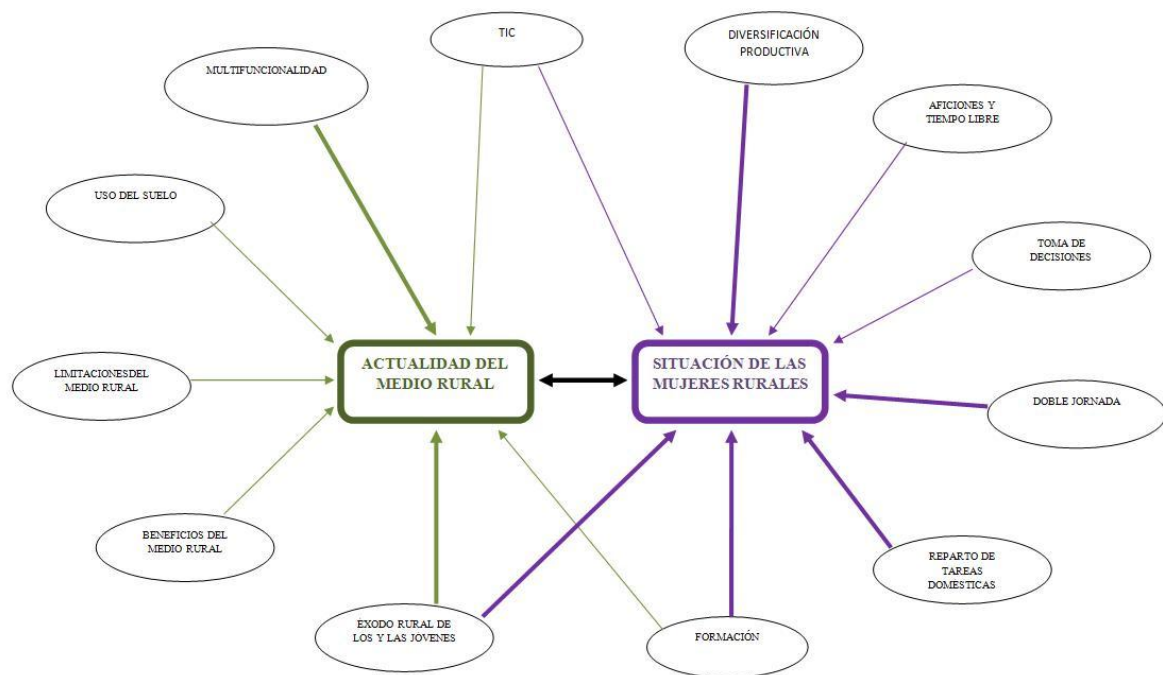 TIC
DIVERSIFICACIÓN
PRODUCTIVA
MULTIFUNCIONALIDAD
AFICIONES Y
TIEMPO LIBRE
USO DEL SUELO
TOMA DE
DECISIONES
ACTUALIDAD DEL
MEDIO RURAL
SITUACIÓN DE LAS
MUJERES RURALES
LIMITACIONESDEL
MEDIO RURAL
DOBLE JORNADA
BENEFICIOS DEL
MEDIO RURAL
REPARTO DE
TAREAS
DOMESTICAS
ÉXODO RURAL DE
LOS Y LAS JÓVENES
FORMACIÓN